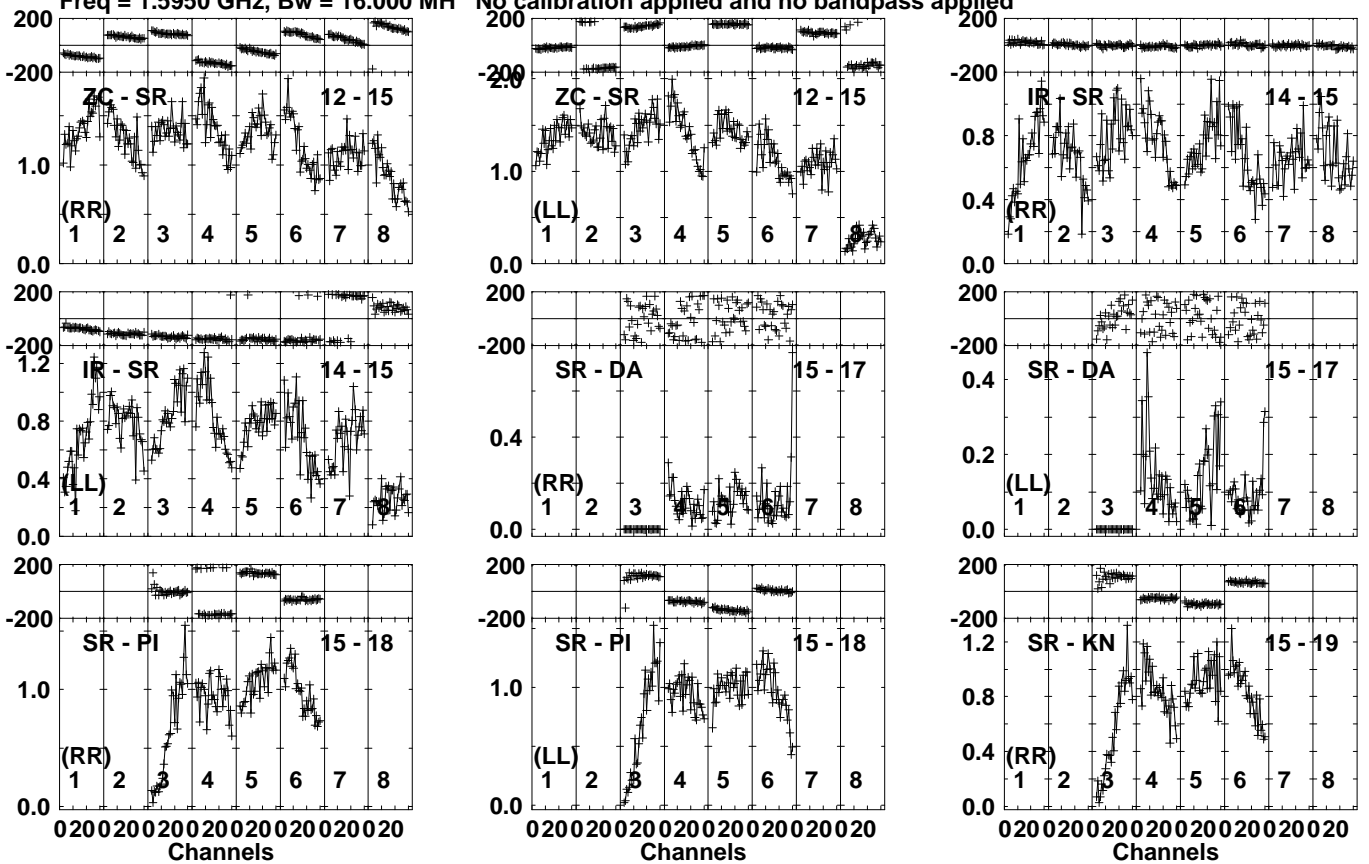 Freq = 1.5950 GHz, Bw = 16.000 MH No calibration applied and no bandpass applied
200 200 200
-200 -200 -200
2.0
ZC - SR 12 - 15 ZC - SR 12 - 15 IR - SR 14 - 15
1.0 1.0 0.8
0.4
(RR) (LL) (RR)
1 2 3 4 5 6 7 8 1 2 3 4 5 6 7 8 1 2 3 4 5 6 7 8
0.0 0.0 0.0
200 200 200
-200 -200 -200
1.2
IR - SR 14 - 15 SR - DA 15 - 17 SR - DA 15 - 17
0.4
0.8
0.4 0.2
0.4
(LL) (RR) (LL)
1 2 3 4 5 6 7 8 1 2 3 4 5 6 7 8 1 2 3 4 5 6 7 8
0.0 0.0 0.0
200 200 200
-200 -200 -200
SR - PI 15 - 18 SR - PI 15 - 18 SR - KN 15 - 19
1.2
1.0 1.0 0.8
0.4
(RR) (LL) (RR)
1 2 3 4 5 6 7 8 1 2 3 4 5 6 7 8 1 2 3 4 5 6 7 8
0.0 0.0 0.0
0 20 0 20 0 20 0 20 0 20 0 20 0 20 0 20 0 20 0 20 0 20 0 20 0 20 0 20 0 20 0 20 0 20 0 20 0 20 0 20 0 20 0 20 0 20 0 20
Channels Channels Channels